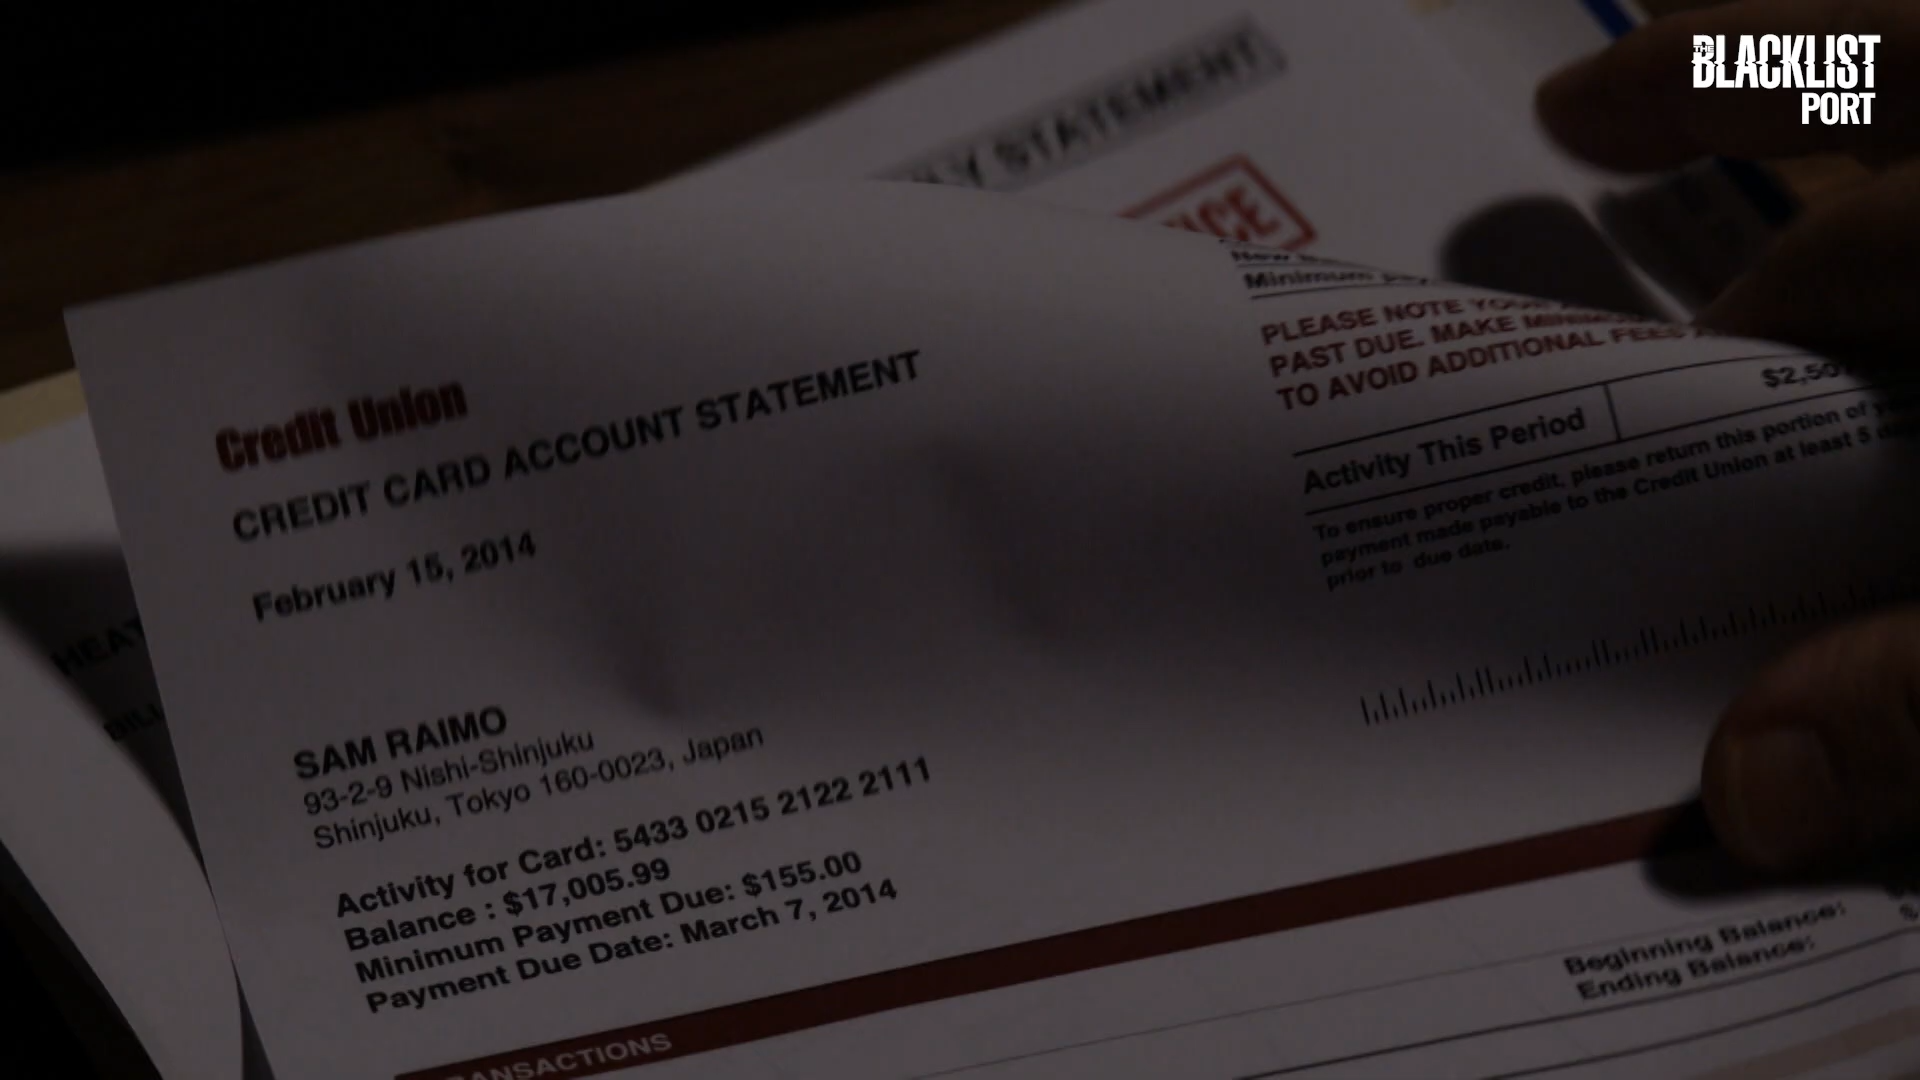 THE
BLACKLIST
PORT
STATEMENT
Minimum
PLEASE NOTE
PAST DUE. MAKE
TO AVOID ADDITIONAL FEES
Activity This Period
To ensure proper credit, please return this portion of
payment made payable to the Credit Union at least 5
prior to due date.
Credit Union
CREDIT CARD ACCOUNT STATEMENT
February 15, 2014
SAM RAIMO
93-2-9 Nishi-Shinjuku
Shinjuku, Tokyo 160-0023, Japan
Activity for Card: 5433 0215 2122 2111
Balance : $17,005.99
Minimum Payment Due: $155.00
Payment Due Date: March 7, 2014
Beginning Balance:
Ending Balance: